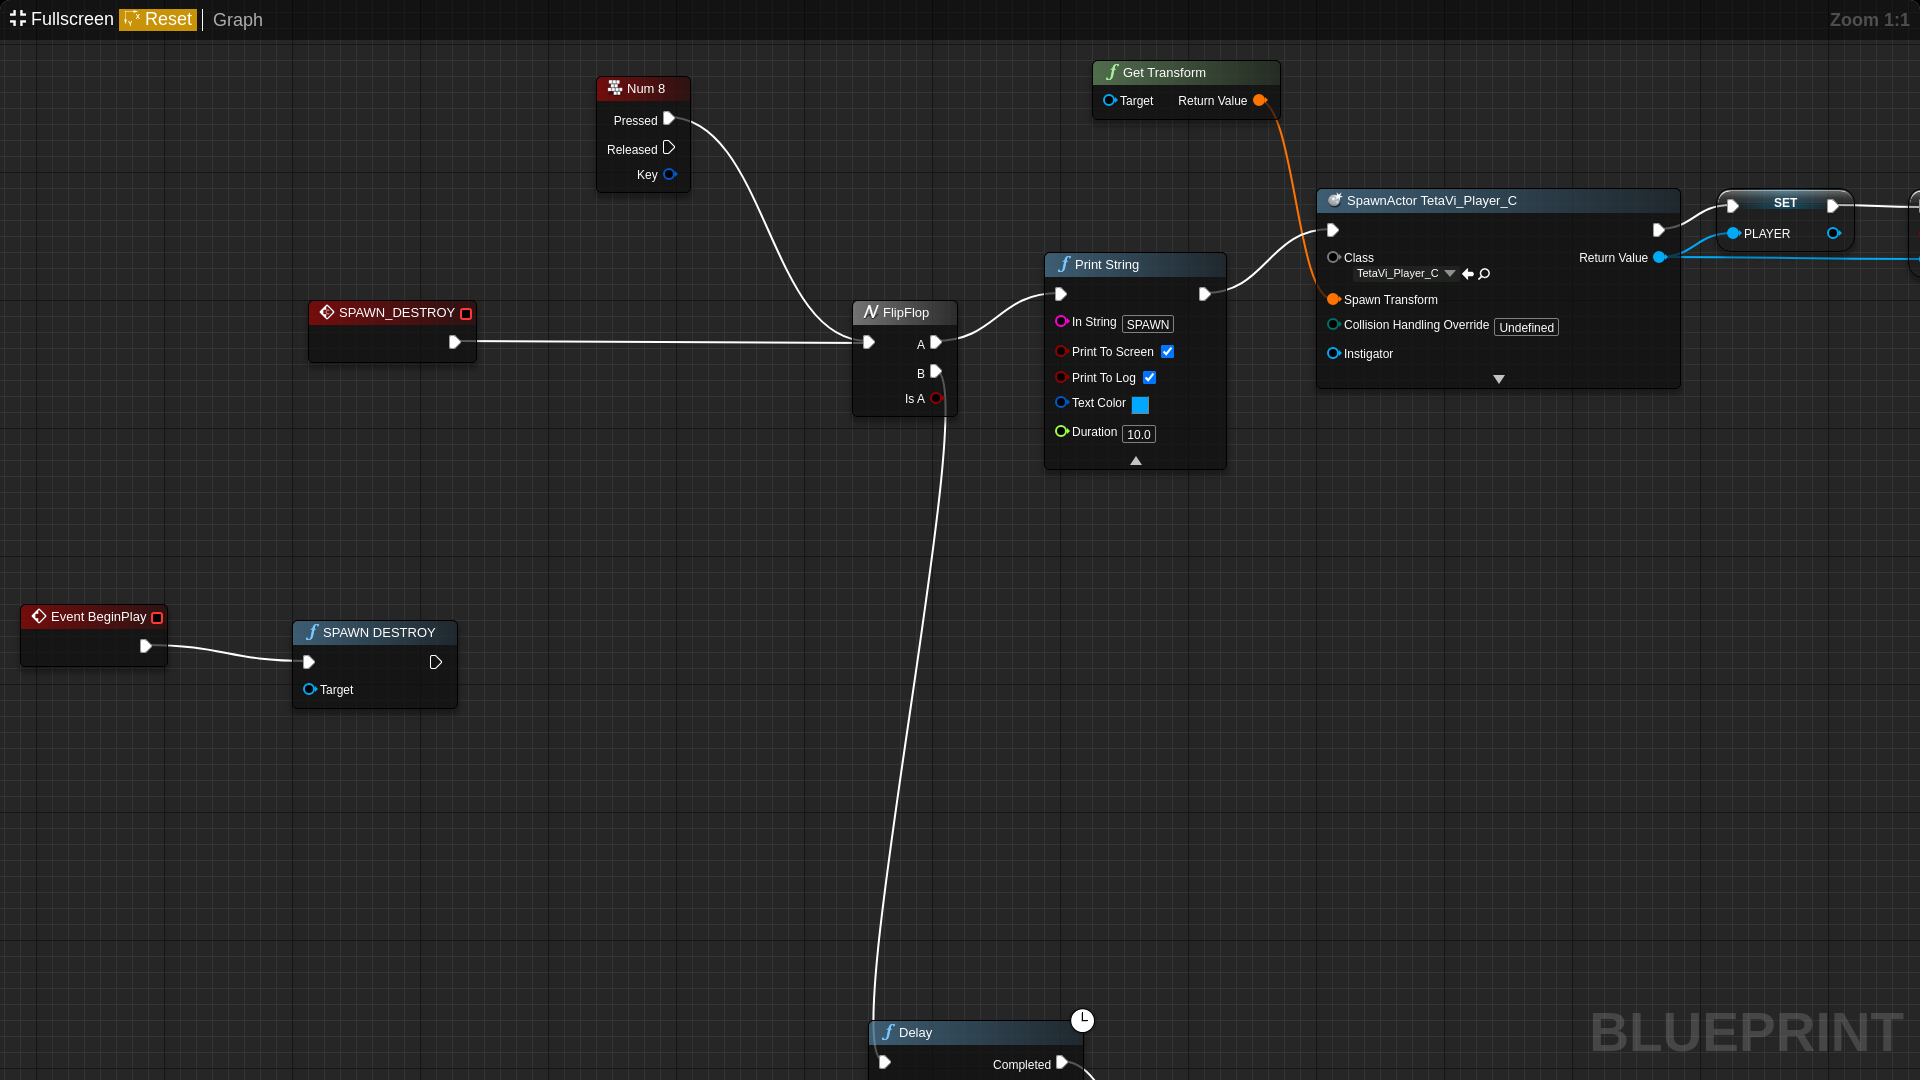 Fullscreen Reset Graph Zoom 1:1
Num 8
Pressed
Released
Key
Get Transform
Target Return Value
SpawnActor TetaVi_Player_C
Class Return Value
TetaVi_Player_C
Spawn Transform
Collision Handling Override Undefined
Instigator
SET
PLAYER
Print String
In String SPAWN
Print To Screen
Print To Log
Text Color
Duration 10.0
SPAWN_DESTROY
FlipFlop
A
B
Is A
Event BeginPlay
SPAWN DESTROY
Target
Delay
Completed
BLUEPRINT